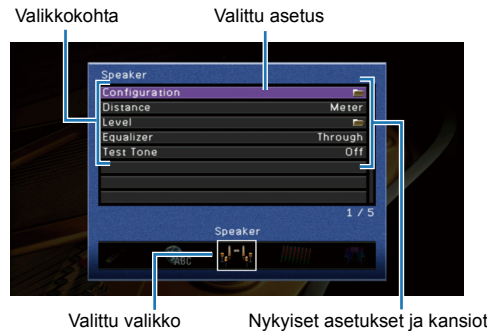 Valikkokohta Valittu asetus
Speaker
Configuration
Distance Meter
Level
Equalizer Through
Test Tone Off
1 / 5
Speaker
ABC
Valittu valikko Nykyiset asetukset ja kansiot